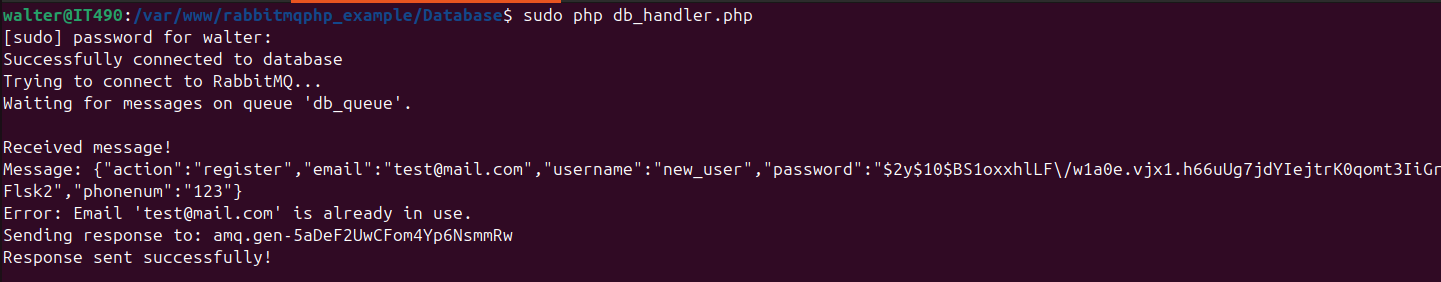 walter@IT490:/var/www/rabbitmqphp_example/Database$ sudo php db_handler.php
[sudo] password for walter:
Successfully connected to database
Trying to connect to RabbitMQ...
Waiting for messages on queue 'db_queue'.
Received message!
Message: {"action":"register","email":"test@mail.com","username":"new_user","password":"$2y$10$BS1oxxhlLF\/w1a0e.vjx1.h66uUg7jdYIejtrK0qomt3IiGr
Flsk2","phonenum":"123"}
Error: Email 'test@mail.com' is already in use.
Sending response to: amq.gen-5aDeF2UwCFom4Yp6NsmmRw
Response sent successfully!